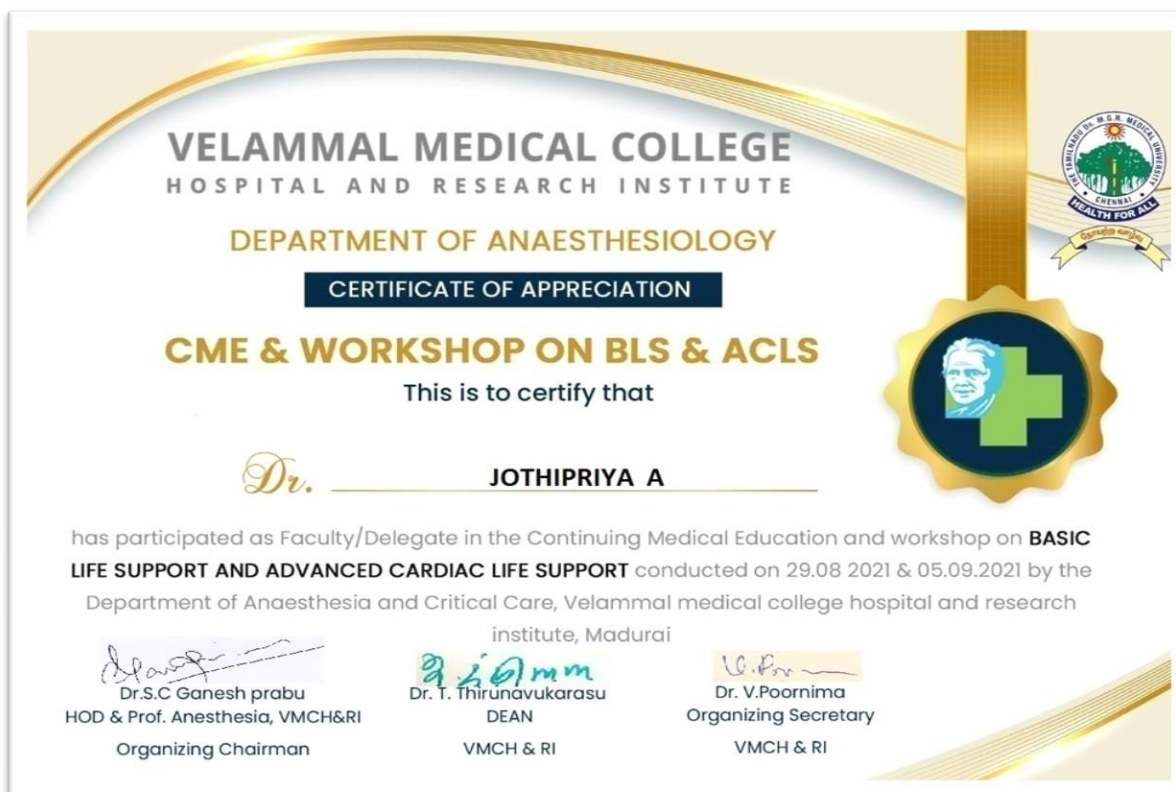 VELAMMAL MEDICAL COLLEGE
HOSPITAL AND RESEARCH INSTITUTE
THE TAMILNADU Dr. M.G.R. MEDICAL UNIVERSITY
CHENNAI
HEALTH FOR ALL
DEPARTMENT OF ANAESTHESIOLOGY
CERTIFICATE OF APPRECIATION
CME & WORKSHOP ON BLS & ACLS
This is to certify that
Dr. JOTHIPRIYA A
has participated as Faculty/Delegate in the Continuing Medical Education and workshop on BASIC
LIFE SUPPORT AND ADVANCED CARDIAC LIFE SUPPORT conducted on 29.08 2021 & 05.09.2021 by the
Department of Anaesthesia and Critical Care, Velammal medical college hospital and research
institute, Madurai
Dr.S.C Ganesh prabu
HOD & Prof. Anesthesia, VMCH&RI
Organizing Chairman
Dr. T. Thirunavukarasu
DEAN
VMCH & RI
Dr. V.Poornima
Organizing Secretary
VMCH & RI